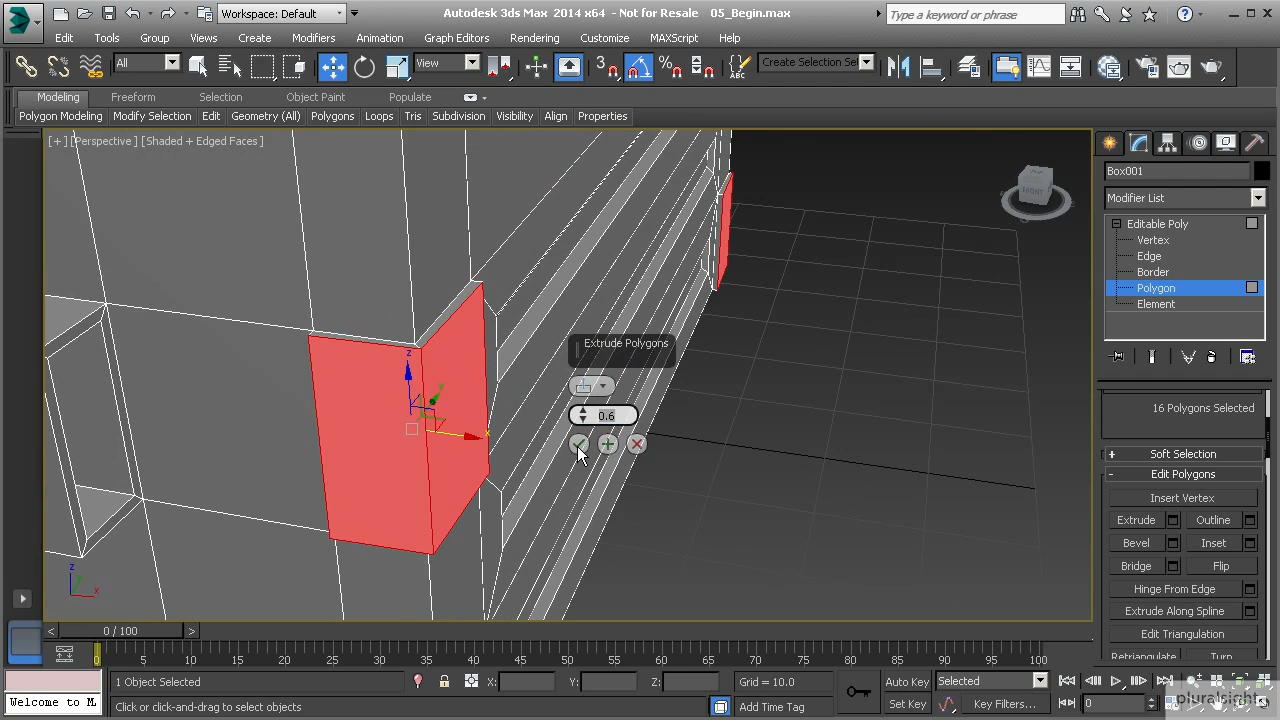 Workspace: Default
Autodesk 3ds Max 2014 x64 - Not for Resale 05_Begin.max
Type a keyword or phrase
Edit Tools Group Views Create Modifiers Animation Graph Editors Rendering Customize MAXScript Help
All
View
3
Create Selection Se
Modeling Freeform Selection Object Paint Populate
Polygon Modeling Modify Selection Edit Geometry (All) Polygons Loops Tris Subdivision Visibility Align Properties
[+] [Perspective] [Shaded + Edged Faces]
FRONT
Box001
Modifier List
Editable Poly
Vertex
Edge
Border
Polygon
Element
Extrude Polygons
0.6
z
y
x
16 Polygons Selected
+ Soft Selection
- Edit Polygons
Insert Vertex
Extrude Outline
Bevel Inset
Bridge Flip
Hinge From Edge
Extrude Along Spline
Edit Triangulation
Retriangulate Turn
z
y
x
< 0 / 100 >
0 5 10 15 20 25 30 35 40 45 50 55 60 65 70 75 80 85 90 95 100
1 Object Selected X: Y: Z: Grid = 10.0 Auto Key Selected
Welcome to M Click or click-and-drag to select objects Add Time Tag Set Key Key Filters... 0
pluralsight